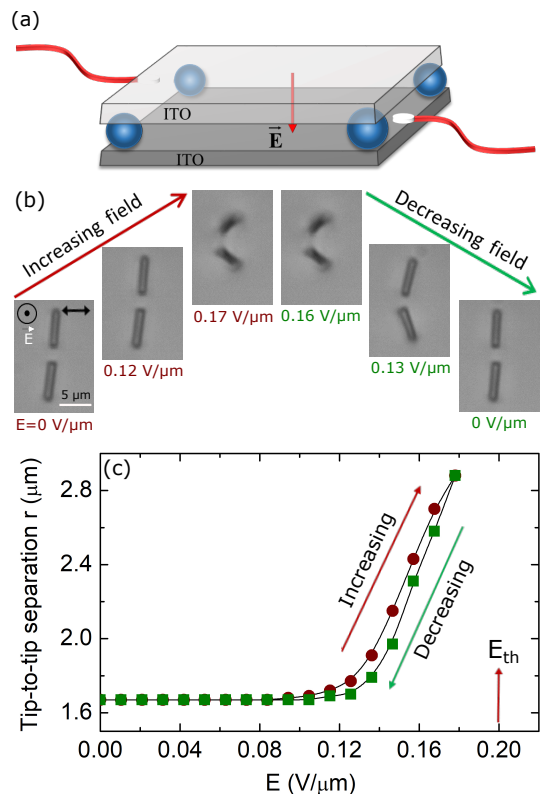 (a)
ITO
E
ITO
(b)
Increasing field
Decreasing field
0.17 V/μm
0.16 V/μm
0.12 V/μm
0.13 V/μm
E
5 μm
E=0 V/μm
0 V/μm
(c)
Tip-to-tip separation r (μm)
2.8
2.4
2.0
1.6
Increasing
Decreasing
E_th
0.00
0.04
0.08
0.12
0.16
0.20
E (V/μm)